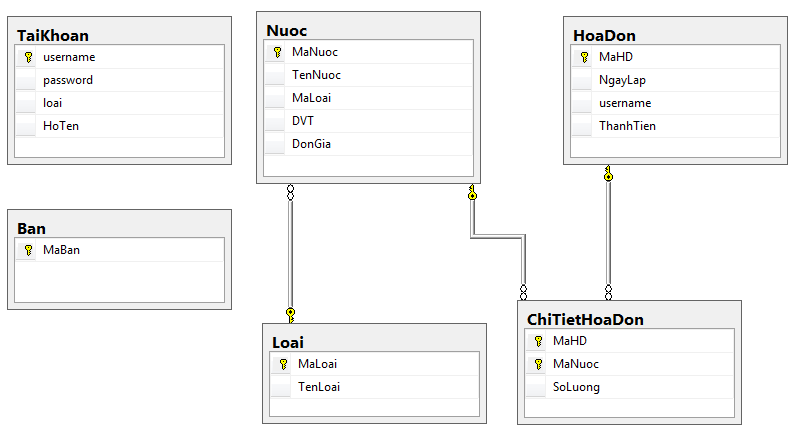 TaiKhoan
username
password
loai
HoTen
Nuoc
MaNuoc
TenNuoc
MaLoai
DVT
DonGia
HoaDon
MaHD
NgayLap
username
ThanhTien
Ban
MaBan
Loai
MaLoai
TenLoai
ChiTietHoaDon
MaHD
MaNuoc
SoLuong